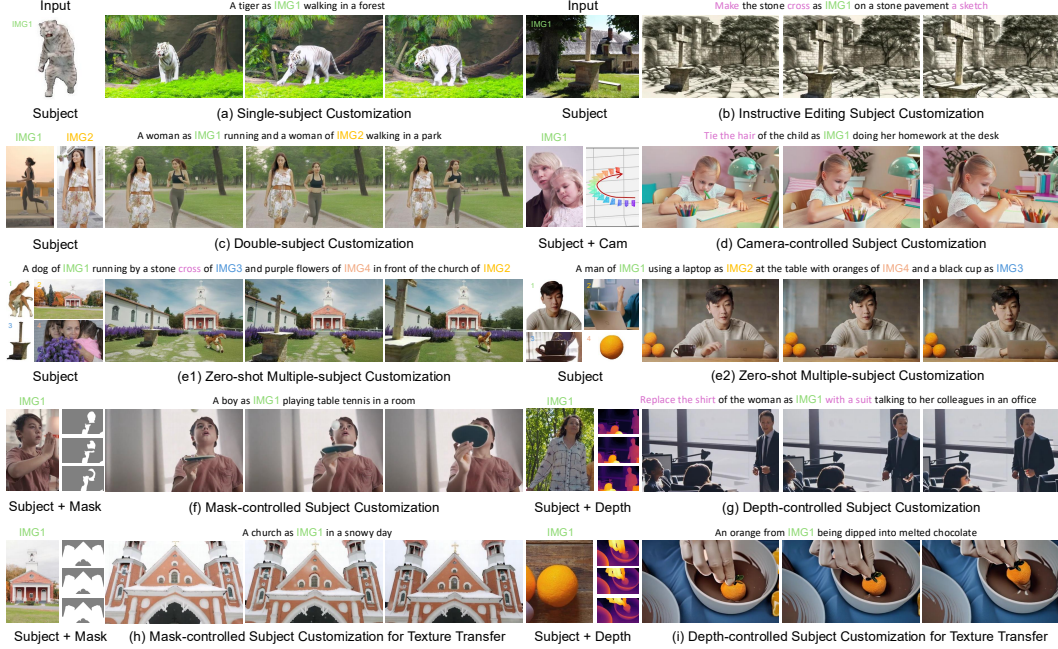 Input
A tiger as IMG1 walking in a forest
IMG1
Subject
(a) Single-subject Customization
Input
Make the stone cross as IMG1 on a stone pavement a sketch
IMG1
Subject
(b) Instructive Editing Subject Customization
IMG1 IMG2
A woman as IMG1 running and a woman of IMG2 walking in a park
Subject
(c) Double-subject Customization
IMG1
Tie the hair of the child as IMG1 doing her homework at the desk
Subject + Cam
(d) Camera-controlled Subject Customization
A dog of IMG1 running by a stone cross of IMG3 and purple flowers of IMG4 in front of the church of IMG2
1
2
3
4
Subject
(e1) Zero-shot Multiple-subject Customization
A man of IMG1 using a laptop as IMG2 at the table with oranges of IMG4 and a black cup as IMG3
1
4
Subject
(e2) Zero-shot Multiple-subject Customization
IMG1
A boy as IMG1 playing table tennis in a room
Subject + Mask
(f) Mask-controlled Subject Customization
IMG1
Replace the shirt of the woman as IMG1 with a suit talking to her colleagues in an office
Subject + Depth
(g) Depth-controlled Subject Customization
IMG1
A church as IMG1 in a snowy day
Subject + Mask
(h) Mask-controlled Subject Customization for Texture Transfer
IMG1
An orange from IMG1 being dipped into melted chocolate
Subject + Depth
(i) Depth-controlled Subject Customization for Texture Transfer